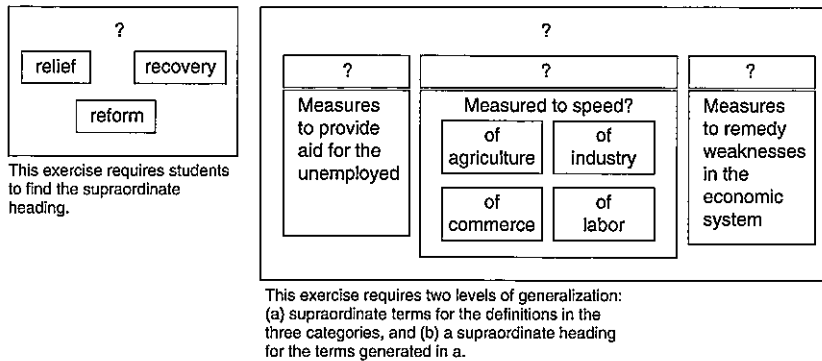 ?
relief
recovery
reform
This exercise requires students
to find the supraordinate
heading.
?
?
?
?
Measures
to provide
aid for the
unemployed
Measured to speed?
of
agriculture
of
industry
of
commerce
of
labor
Measures
to remedy
weaknesses
in the
economic
system
This exercise requires two levels of generalization:
(a) supraordinate terms for the definitions in the
three categories, and (b) a supraordinate heading
for the terms generated in a.